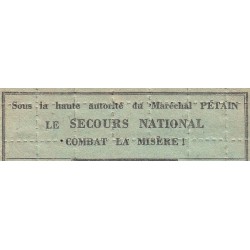 Sous la haute autorité du Maréchal PÉTAIN
LE SECOURS NATIONAL
COMBAT LA MISÈRE !